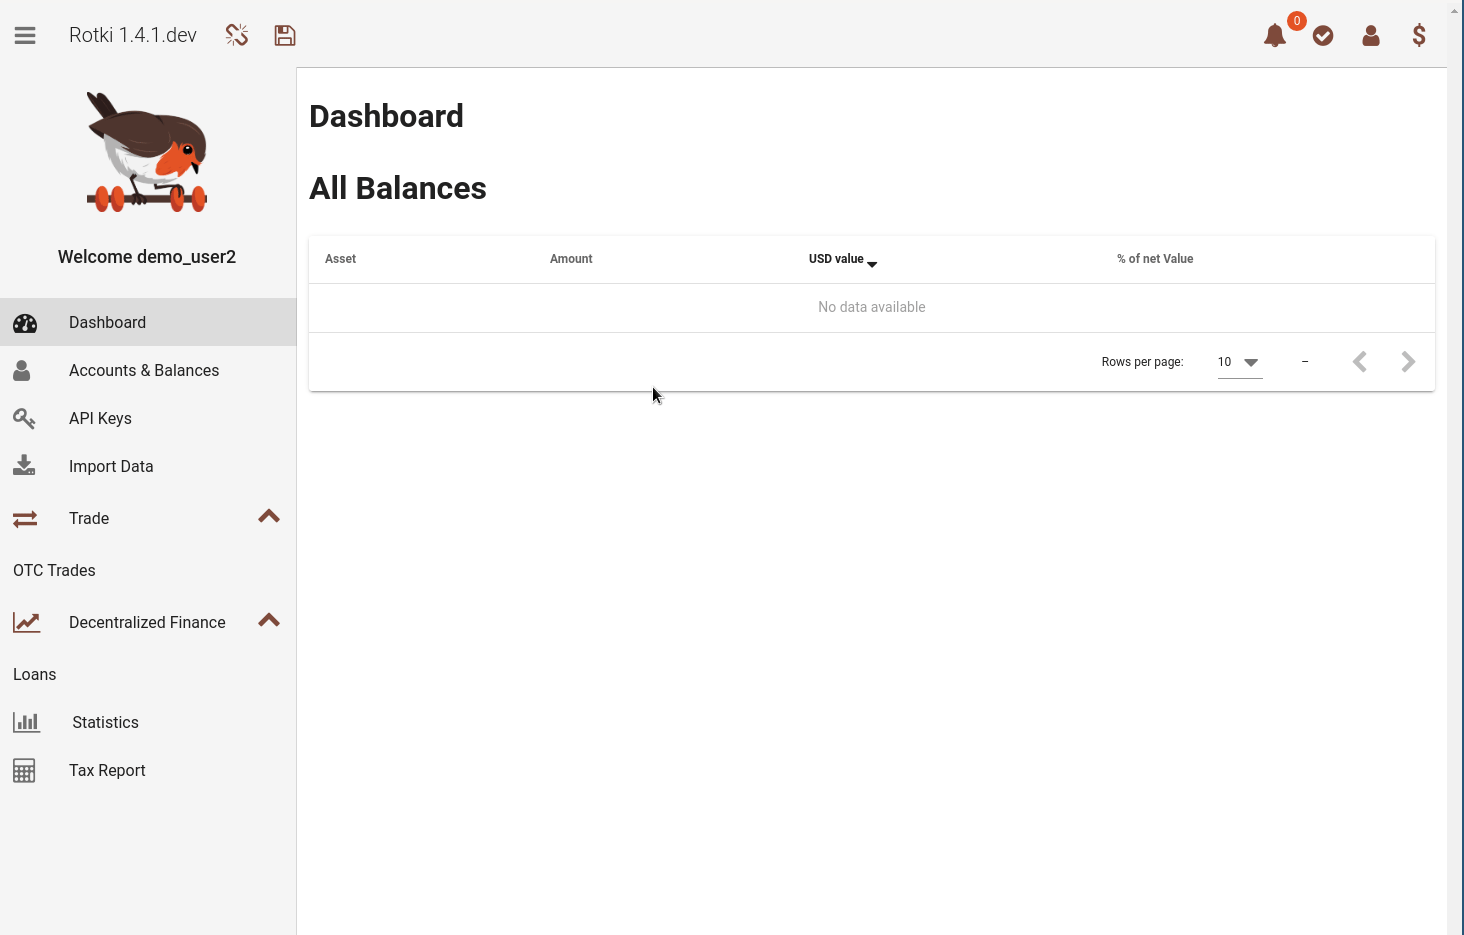 Rotki 1.4.1.dev
0
$
Welcome demo_user2
Dashboard
Accounts & Balances
API Keys
Import Data
Trade
OTC Trades
Decentralized Finance
Loans
Statistics
Tax Report
Dashboard
All Balances
Asset Amount USD value % of net Value
No data available
Rows per page: 10 –